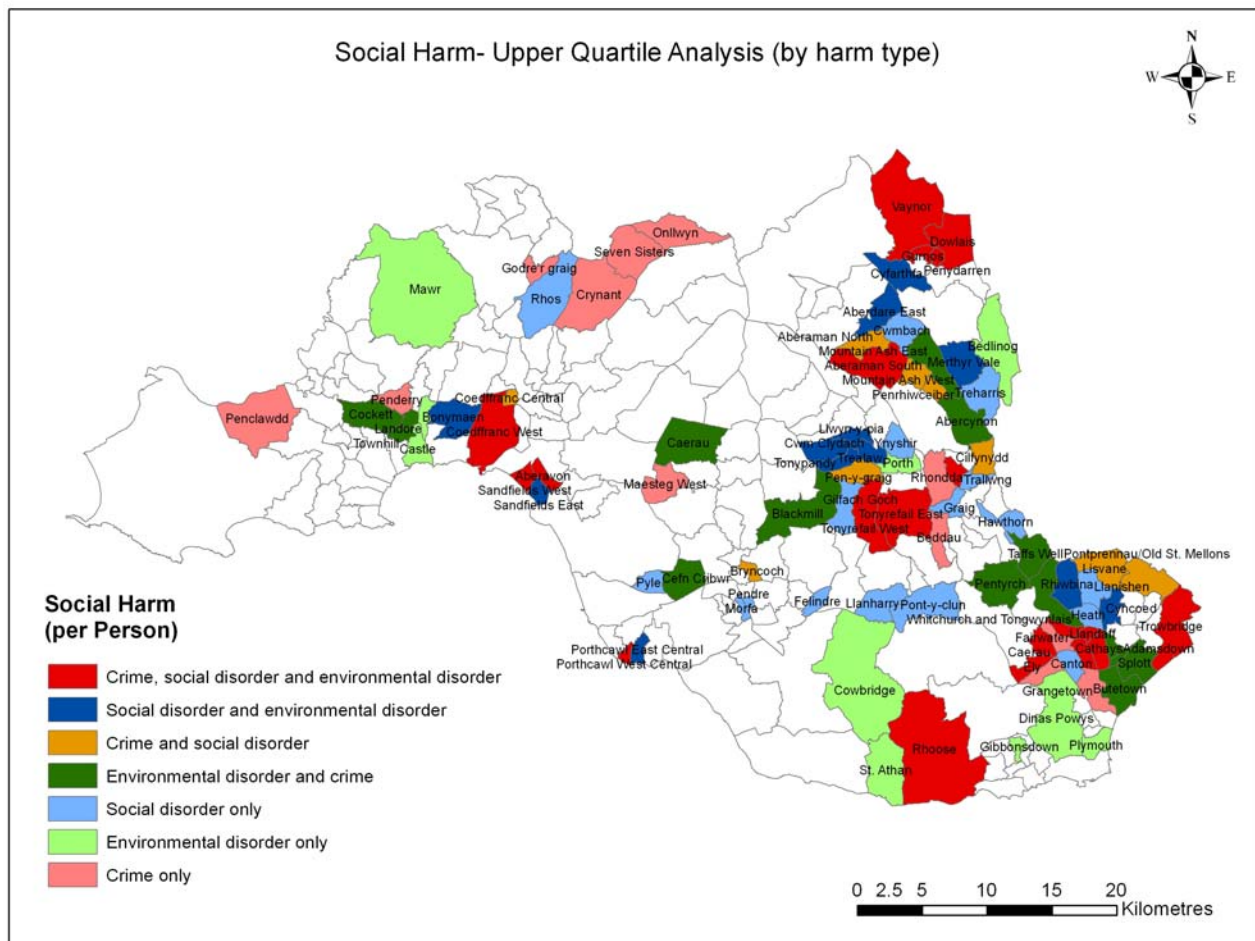 Social Harm- Upper Quartile Analysis (by harm type)
N
W E
S
Vaynor
Onllwyn
Dowlais
Seven Sisters
Gurnos
Godre'r graig
Penydarren
Cyfarthfa
Mawr
Rhos
Crynant
Aberdare East
Cwmbach
Aberaman North
Bedlinog
Mountain Ash East
Merthyr Vale
Aberaman South
Mountain Ash West
Treharris
Penrhiwceiber
Coedffranc Central
Penderry
Penclawdd
Cockett
Bonymaen
Abercynon
Landore
Coedffranc West
Llwyn-y-pia
Townhill
Castle
Caerau
Cwm Clydach
Ynyshir
Trealaw
Cilfynydd
Tonypandy
Porth
Aberavon
Pen-y-graig
Rhondda
Trallwng
Maesteg West
Sandfields West
Gilfach Goch
Sandfields East
Blackmill
Tonyrefail East
Graig
Hawthorn
Tonyrefail West
Beddau
Taffs Well
Pontprennau/Old St. Mellons
Bryncoch
Lisvane
Pyle
Cefn Cribwr
Pentyrch
Rhiwbina
Llanishen
Pendre
Felindre
Llanharry
Pont-y-clun
Morfa
Heath
Cyncoed
Whitchurch and Tongwynlais
Trowbridge
Fairwater
Llandaff
Porthcawl East Central
Caerau
Cathays
Adamsdown
Porthcawl West Central
Ely
Canton
Splott
Cowbridge
Grangetown
Butetown
Dinas Powys
Rhoose
Gibbonsdown
Plymouth
St. Athan
Social Harm
(per Person)
Crime, social disorder and environmental disorder
Social disorder and environmental disorder
Crime and social disorder
Environmental disorder and crime
Social disorder only
Environmental disorder only
Crime only
0 2.5 5 10 15 20
Kilometres